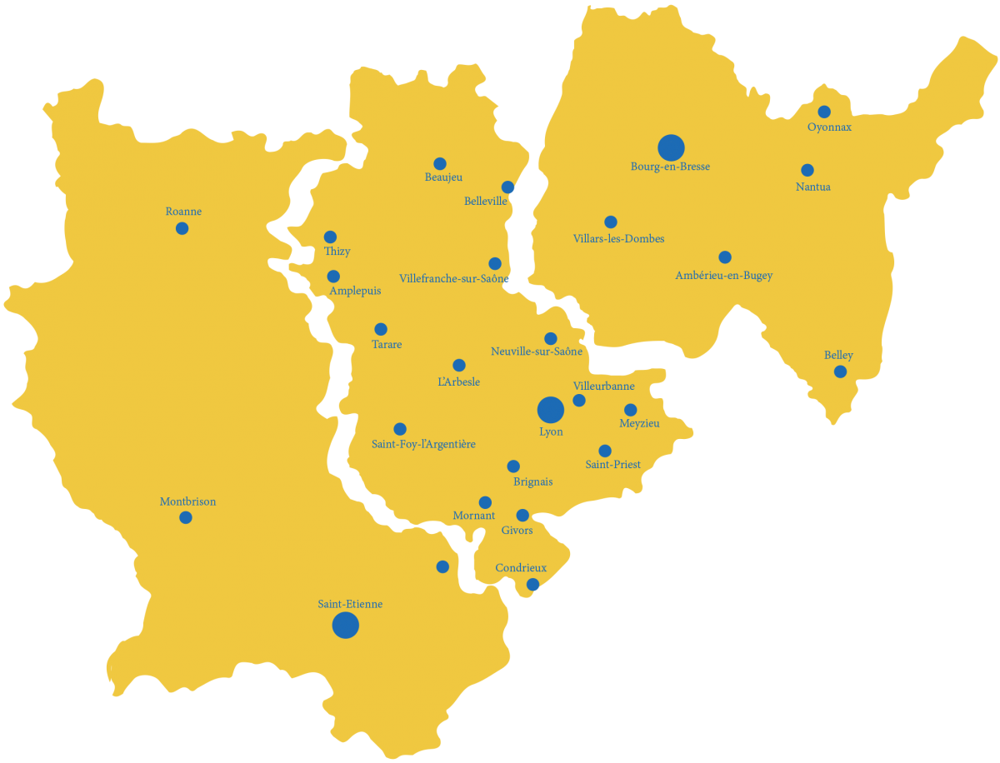 Oyonnax
Bourg-en-Bresse
Beaujeu
Nantua
Belleville
Roanne
Villars-les-Dombes
Thizy
Ambérieu-en-Bugey
Villefranche-sur-Saône
Amplepuis
Tarare
Neuville-sur-Saône
Belley
L'Arbesle
Villeurbanne
Meyzieu
Lyon
Saint-Foy-l'Argentière
Saint-Priest
Brignais
Montbrison
Mornant
Givors
Condrieux
Saint-Etienne